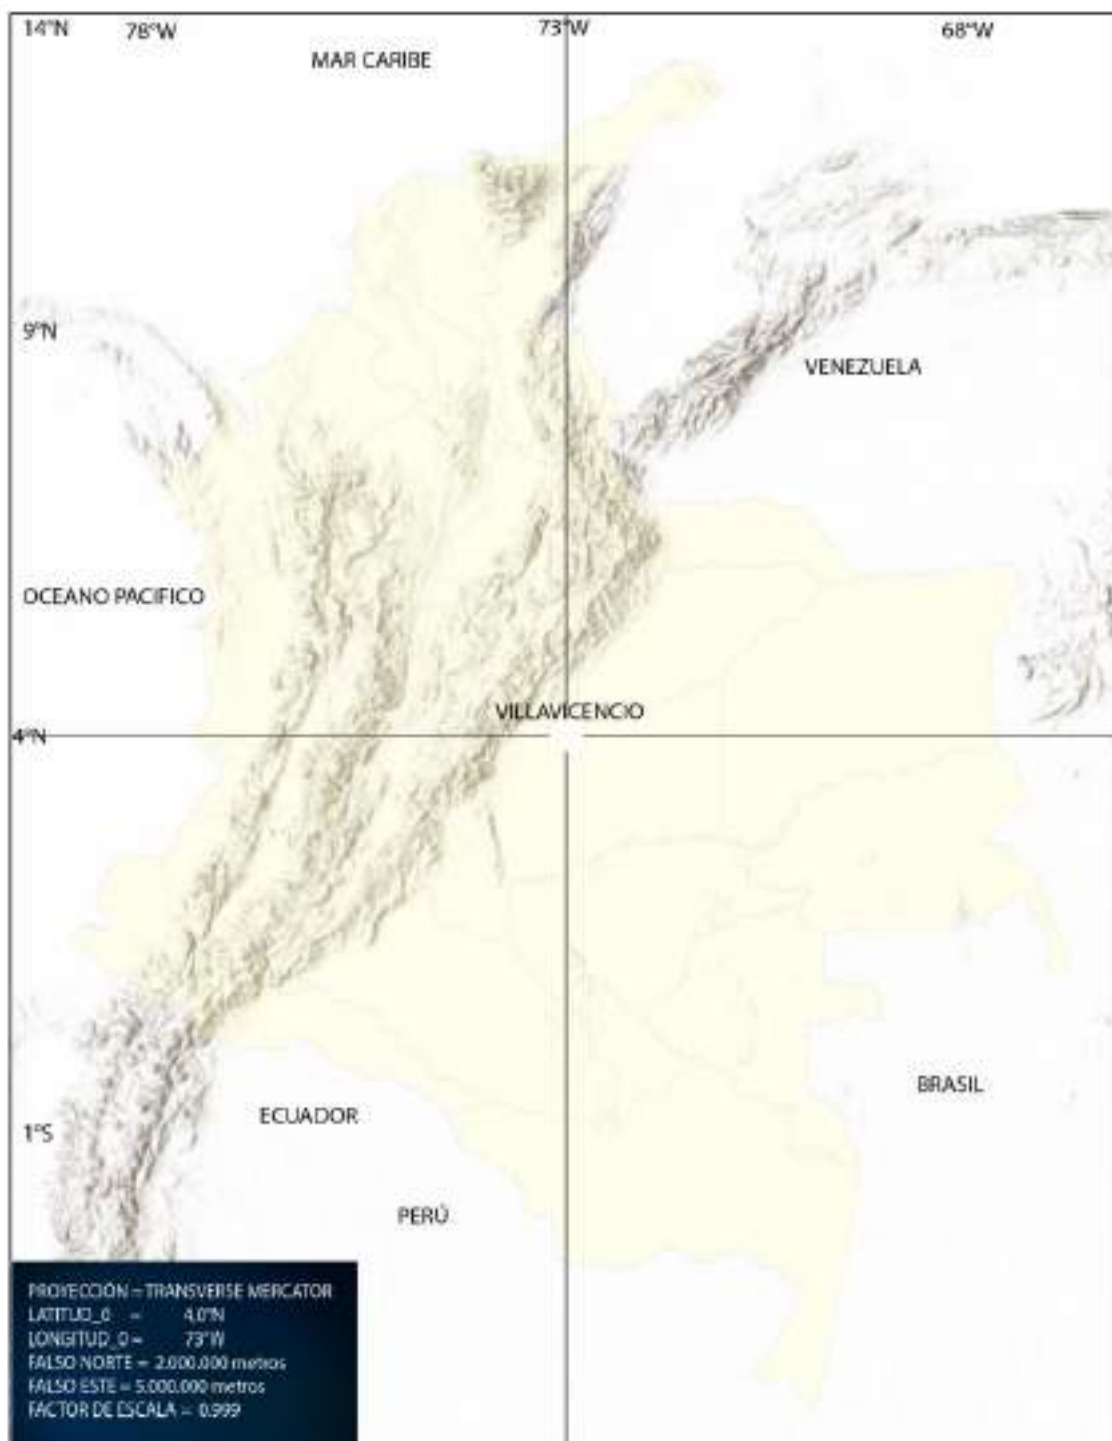 14°N 78°W 73°W 68°W
MAR CARIBE
9°N
VENEZUELA
OCEANO PACIFICO
VILLAVICENCIO
4°N
BRASIL
ECUADOR
1°S
PERÚ
PROYECCIÓN = TRANSVERSE MERCATOR
LATITUD_0 = 4.0°N
LONGITUD_0 = 73°W
FALSO NORTE = 2.000.000 metros
FALSO ESTE = 5.000.000 metros
FACTOR DE ESCALA = 0.999